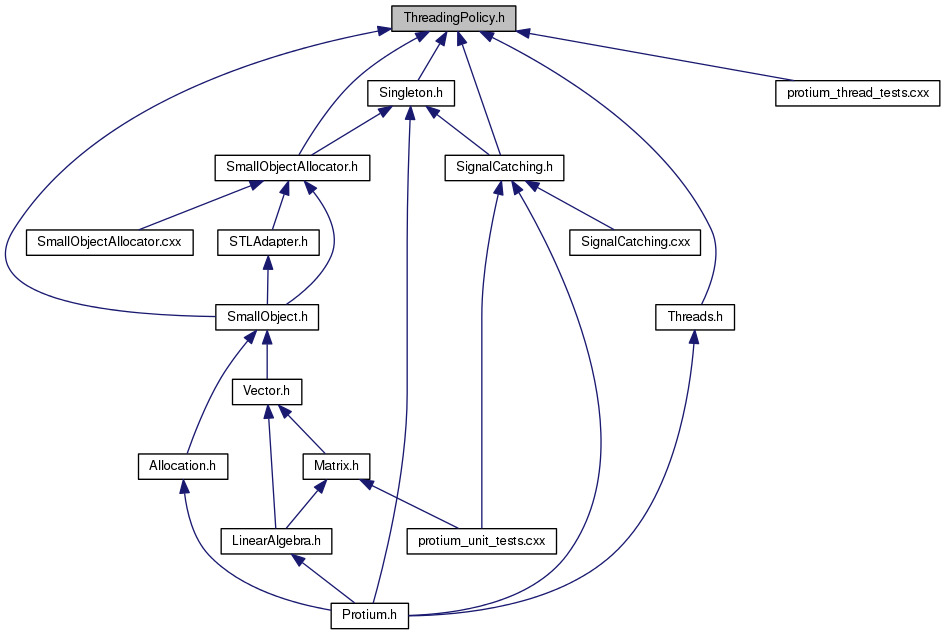 ThreadingPolicy.h
Singleton.h
protium_thread_tests.cxx
SmallObjectAllocator.h
SignalCatching.h
SmallObjectAllocator.cxx
STLAdapter.h
SignalCatching.cxx
SmallObject.h
Threads.h
Vector.h
Allocation.h
Matrix.h
LinearAlgebra.h
protium_unit_tests.cxx
Protium.h